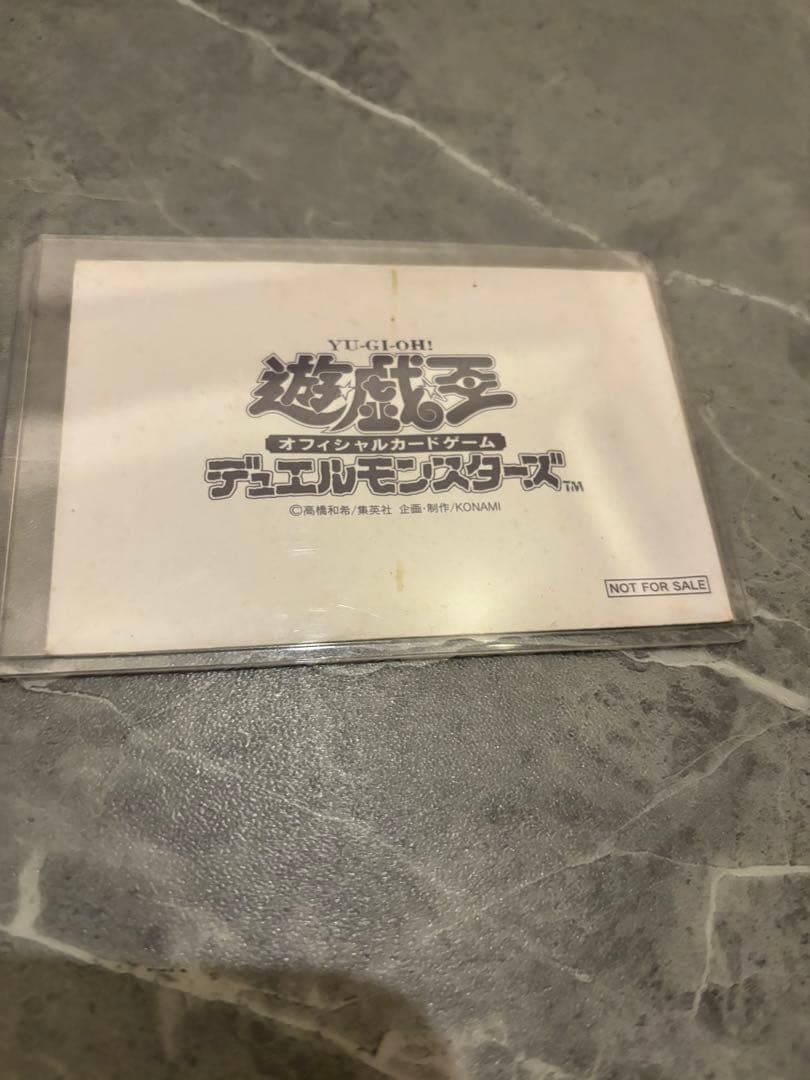 YU-GI-OH!
遊戯王
オフィシャルカードゲーム
デュエルモンスターズ™
©高橋和希/集英社 企画・制作/KONAMI
NOT FOR SALE